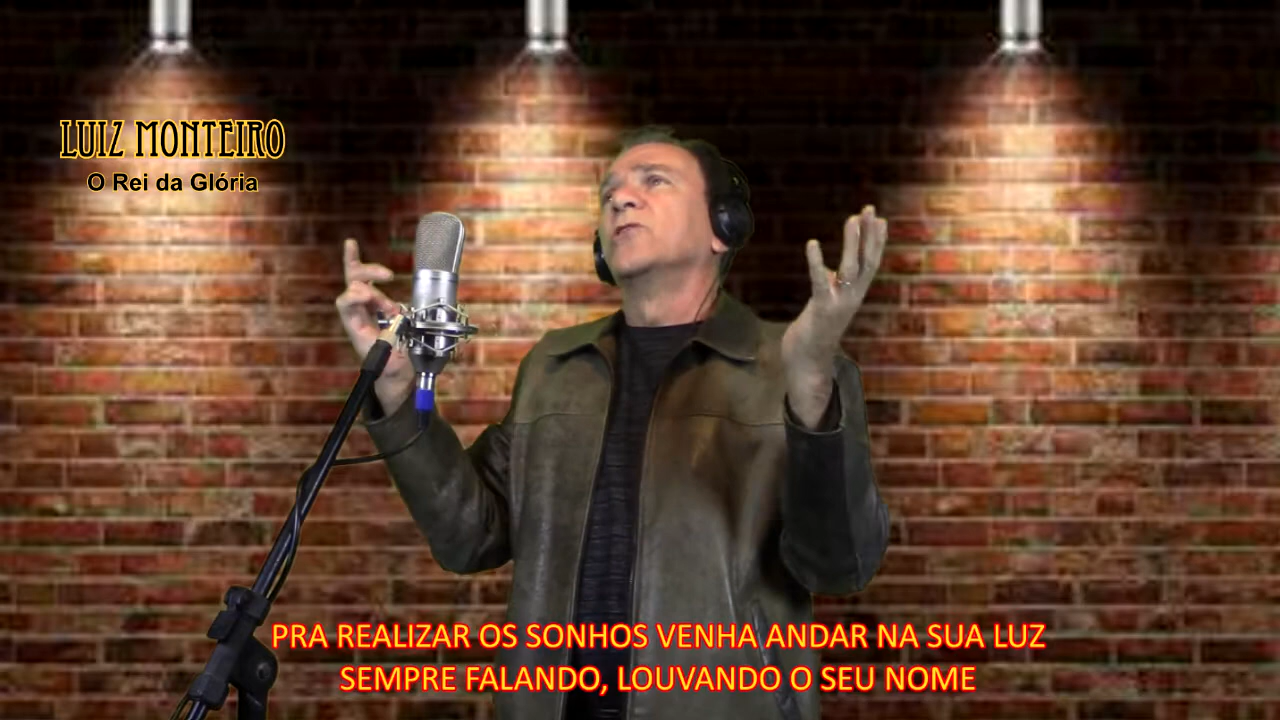 LUIZ MONTEIRO
O Rei da Glória
PRA REALIZAR OS SONHOS VENHA ANDAR NA SUA LUZ
SEMPRE FALANDO, LOUVANDO O SEU NOME